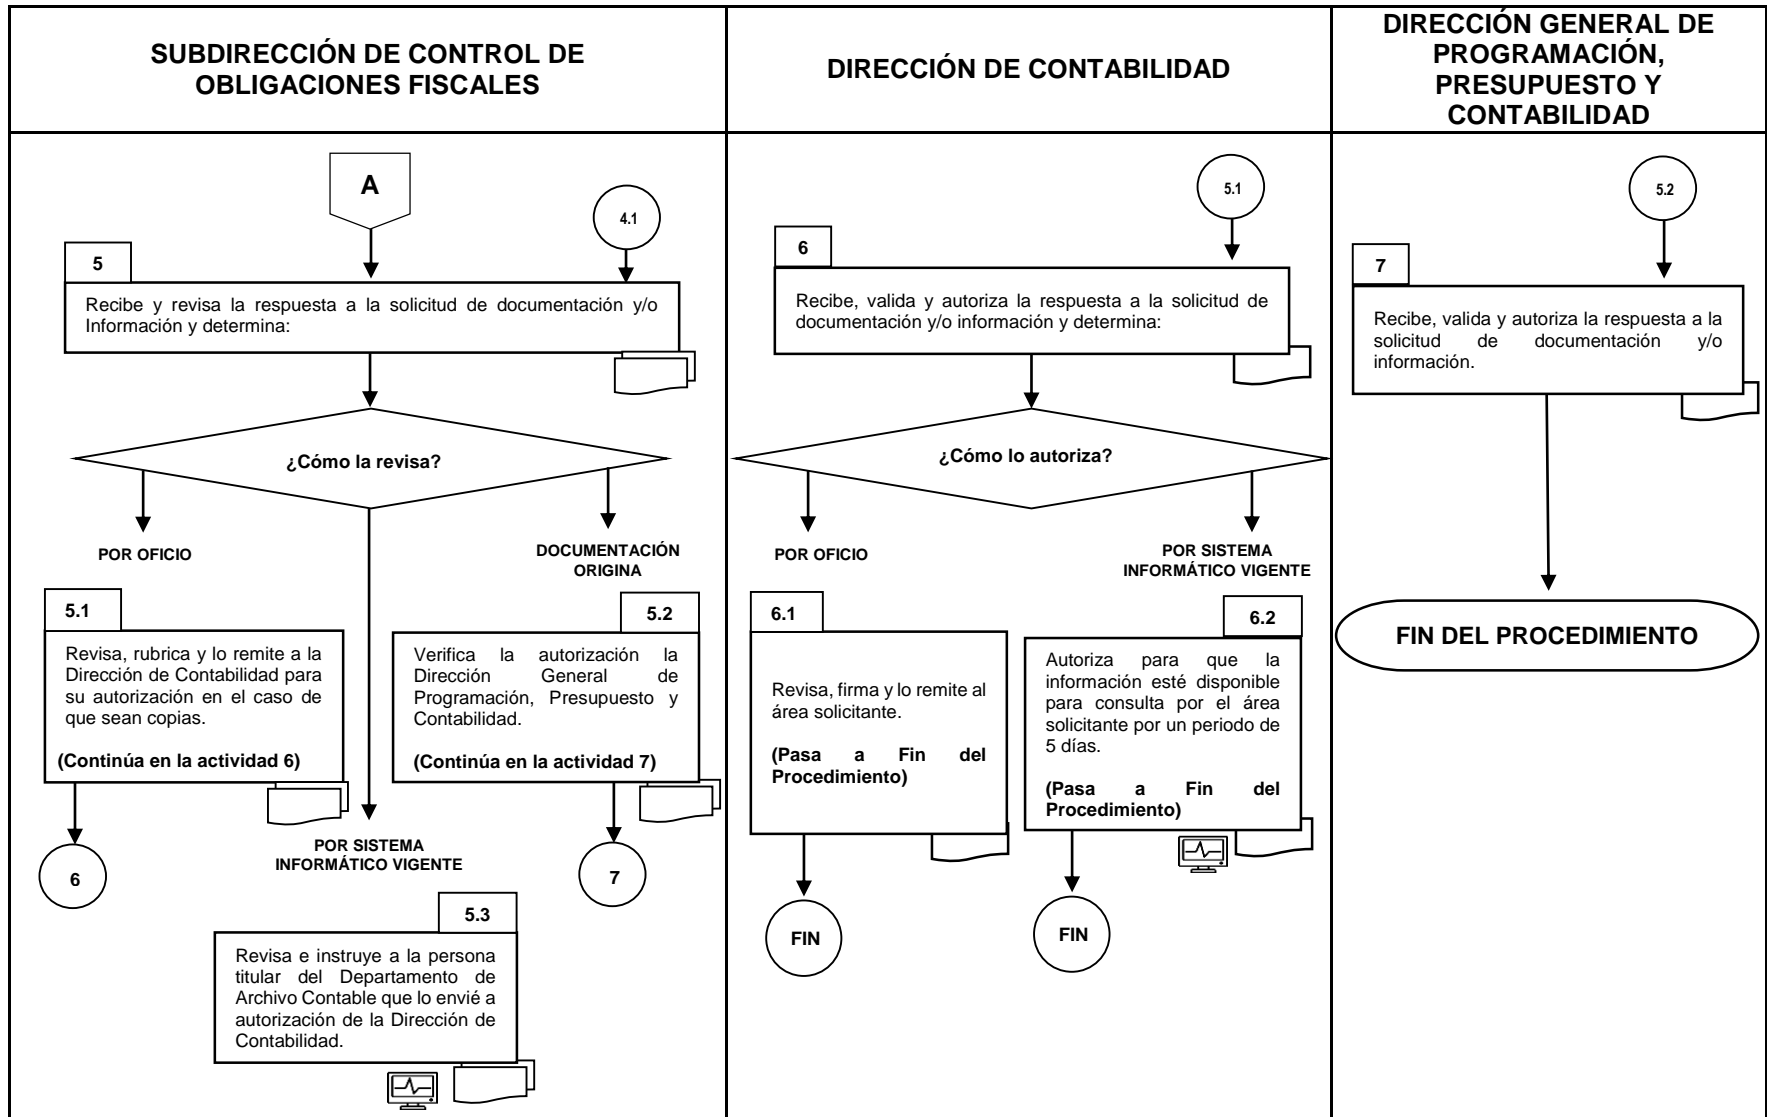 SUBDIRECCIÓN DE CONTROL DE
OBLIGACIONES FISCALES
DIRECCIÓN DE CONTABILIDAD
DIRECCIÓN GENERAL DE
PROGRAMACIÓN,
PRESUPUESTO Y
CONTABILIDAD
A
4.1
5
Recibe y revisa la respuesta a la solicitud de documentación y/o
Información y determina:
¿Cómo la revisa?
POR OFICIO
DOCUMENTACIÓN
ORIGINA
5.1
Revisa, rubrica y lo remite a la
Dirección de Contabilidad para
su autorización en el caso de
que sean copias.
(Continúa en la actividad 6)
6
5.2
Verifica la autorización la
Dirección General de
Programación, Presupuesto y
Contabilidad.
(Continúa en la actividad 7)
7
POR SISTEMA
INFORMÁTICO VIGENTE
5.3
Revisa e instruye a la persona
titular del Departamento de
Archivo Contable que lo envié a
autorización de la Dirección de
Contabilidad.
5.1
6
Recibe, valida y autoriza la respuesta a la solicitud de
documentación y/o información y determina:
¿Cómo lo autoriza?
POR OFICIO
POR SISTEMA
INFORMÁTICO VIGENTE
6.1
Revisa, firma y lo remite al
área solicitante.
(Pasa a Fin del
Procedimiento)
FIN
6.2
Autoriza para que la
información esté disponible
para consulta por el área
solicitante por un periodo de
5 días.
(Pasa a Fin del
Procedimiento)
FIN
5.2
7
Recibe, valida y autoriza la respuesta a la
solicitud de documentación y/o
información.
FIN DEL PROCEDIMIENTO